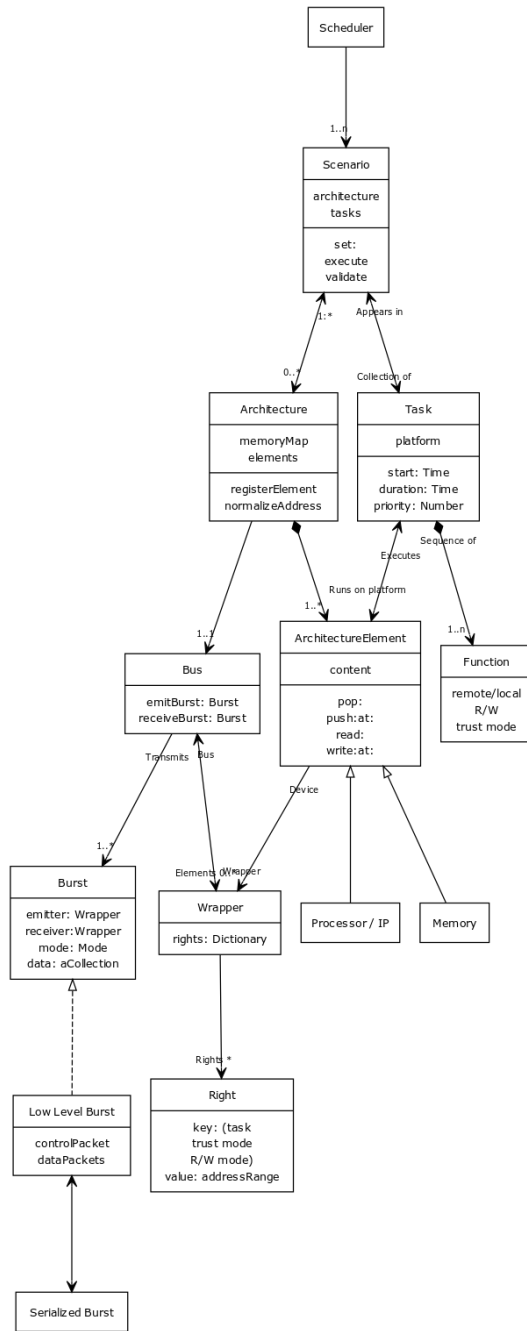 Scheduler
1..n
Scenario
architecture
tasks
set:
execute
validate
1:*
Appears in
0..*
Collection of
Architecture
memoryMap
elements
registerElement
normalizeAddress
Task
platform
start: Time
duration: Time
priority: Number
Sequence of
Executes
Runs on platform
1..*
1..1
1..n
Bus
emitBurst: Burst
receiveBurst: Burst
ArchitectureElement
content
pop:
push:at:
read:
write:at:
Function
remote/local
R/W
trust mode
Transmits
Bus
Device
1..*
Elements 0..*
Wrapper
Burst
emitter: Wrapper
receiver:Wrapper
mode: Mode
data: aCollection
Wrapper
rights: Dictionary
Processor / IP
Memory
Rights *
Low Level Burst
controlPacket
dataPackets
Right
key: (task
trust mode
R/W mode)
value: addressRange
Serialized Burst